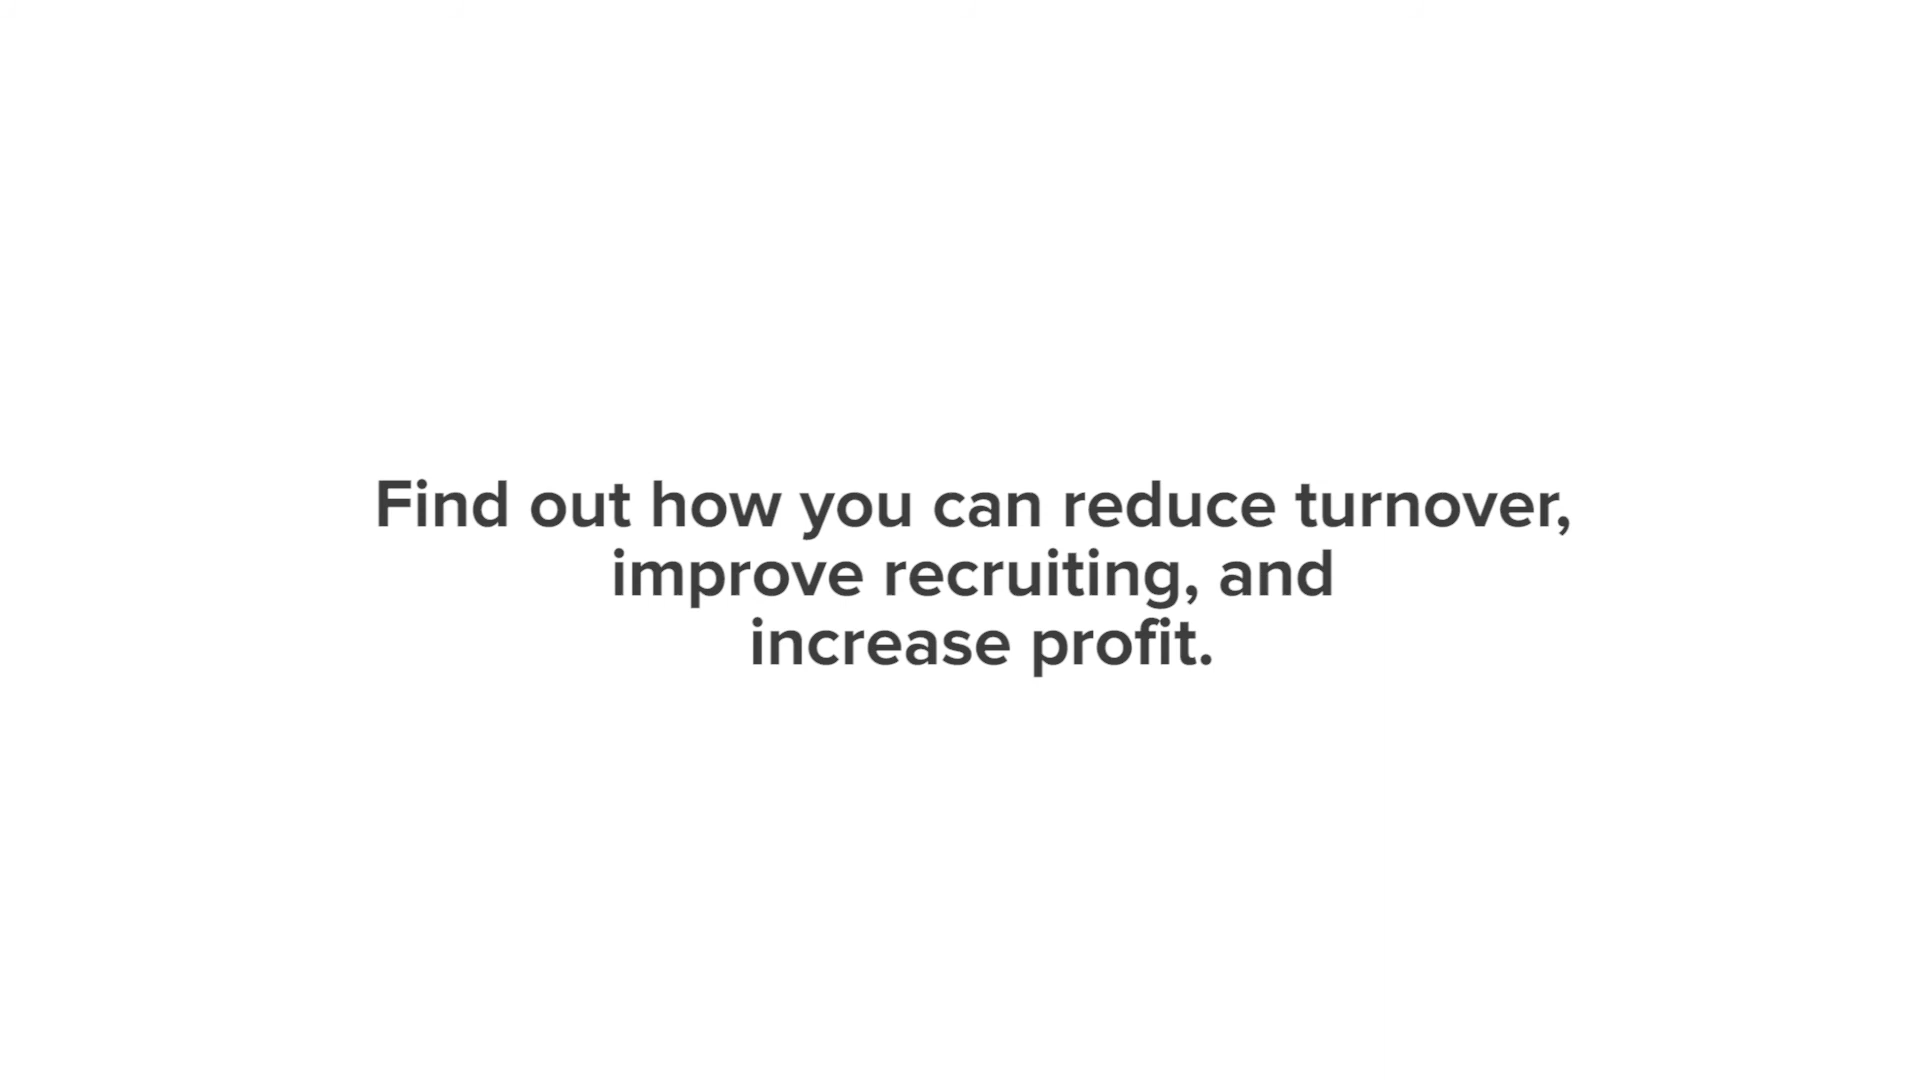 Find out how you can reduce turnover,
improve recruiting, and
increase profit.